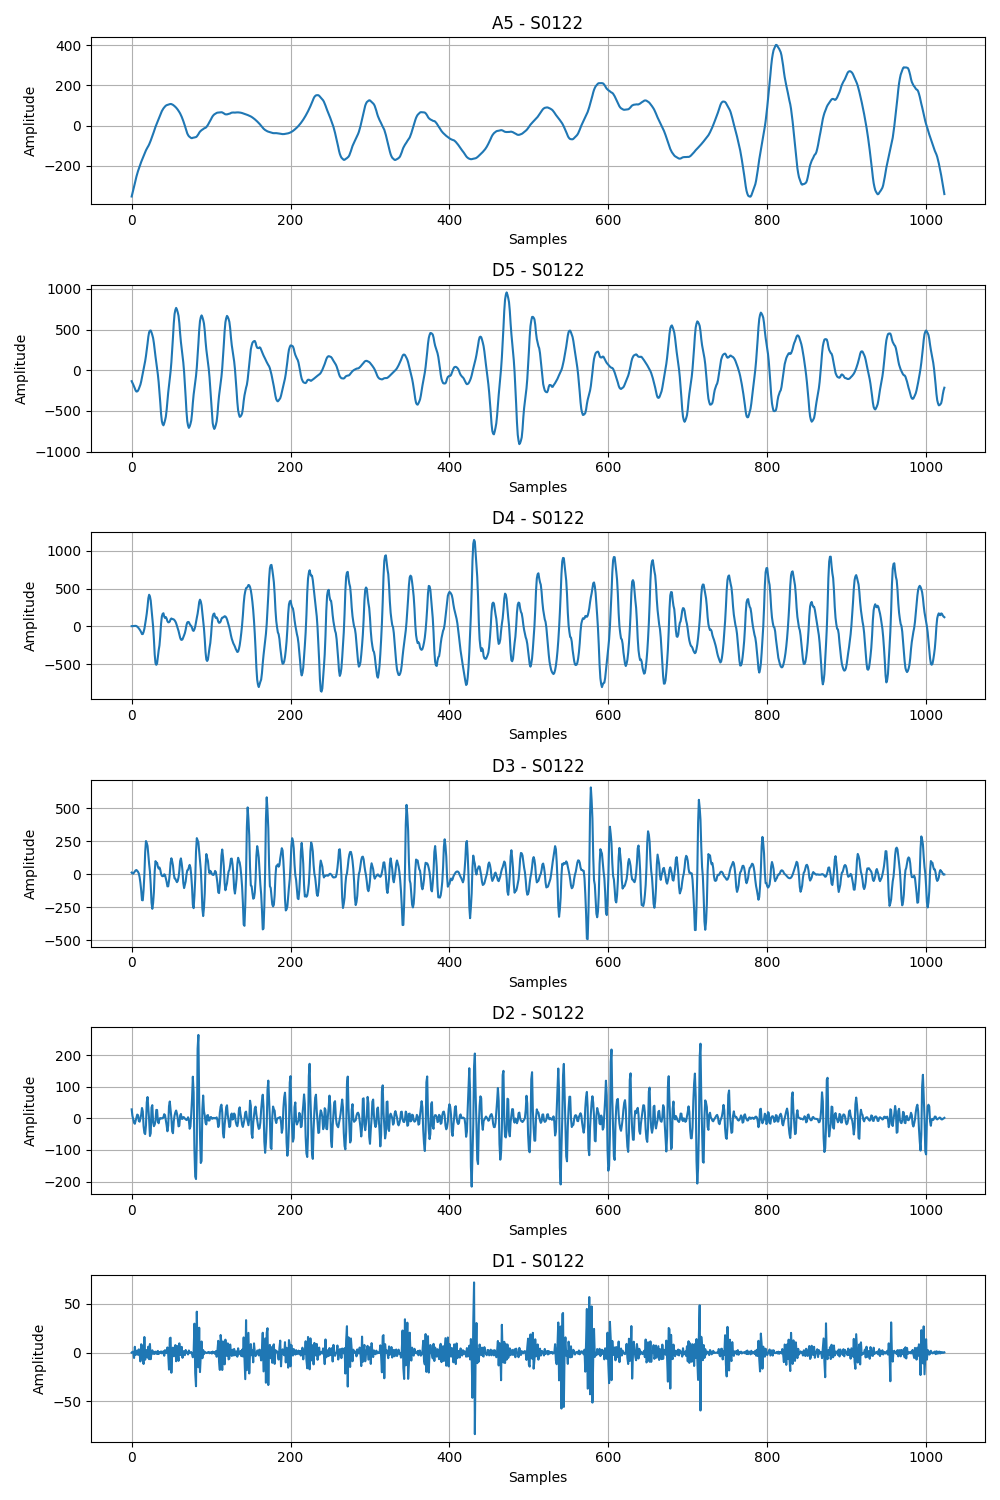 A5 - S0122
400
200
0
−200
Amplitude
0 200 400 600 800 1000
Samples
D5 - S0122
1000
500
0
−500
−1000
Amplitude
0 200 400 600 800 1000
Samples
D4 - S0122
1000
500
0
−500
Amplitude
0 200 400 600 800 1000
Samples
D3 - S0122
500
250
0
−250
−500
Amplitude
0 200 400 600 800 1000
Samples
D2 - S0122
200
100
0
−100
−200
Amplitude
0 200 400 600 800 1000
Samples
D1 - S0122
50
0
−50
Amplitude
0 200 400 600 800 1000
Samples